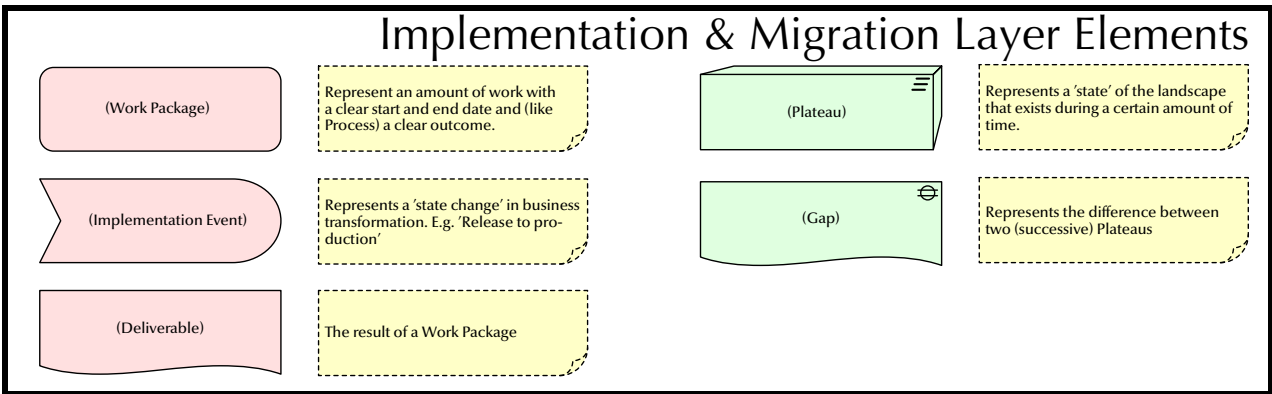 Implementation & Migration Layer Elements
(Work Package)
Represent an amount of work with
a clear start and end date and (like
Process) a clear outcome.
(Implementation Event)
Represents a 'state change' in business
transformation. E.g. 'Release to pro-
duction'
(Deliverable)
The result of a Work Package
(Plateau)
Represents a 'state' of the landscape
that exists during a certain amount of
time.
(Gap)
Represents the difference between
two (successive) Plateaus